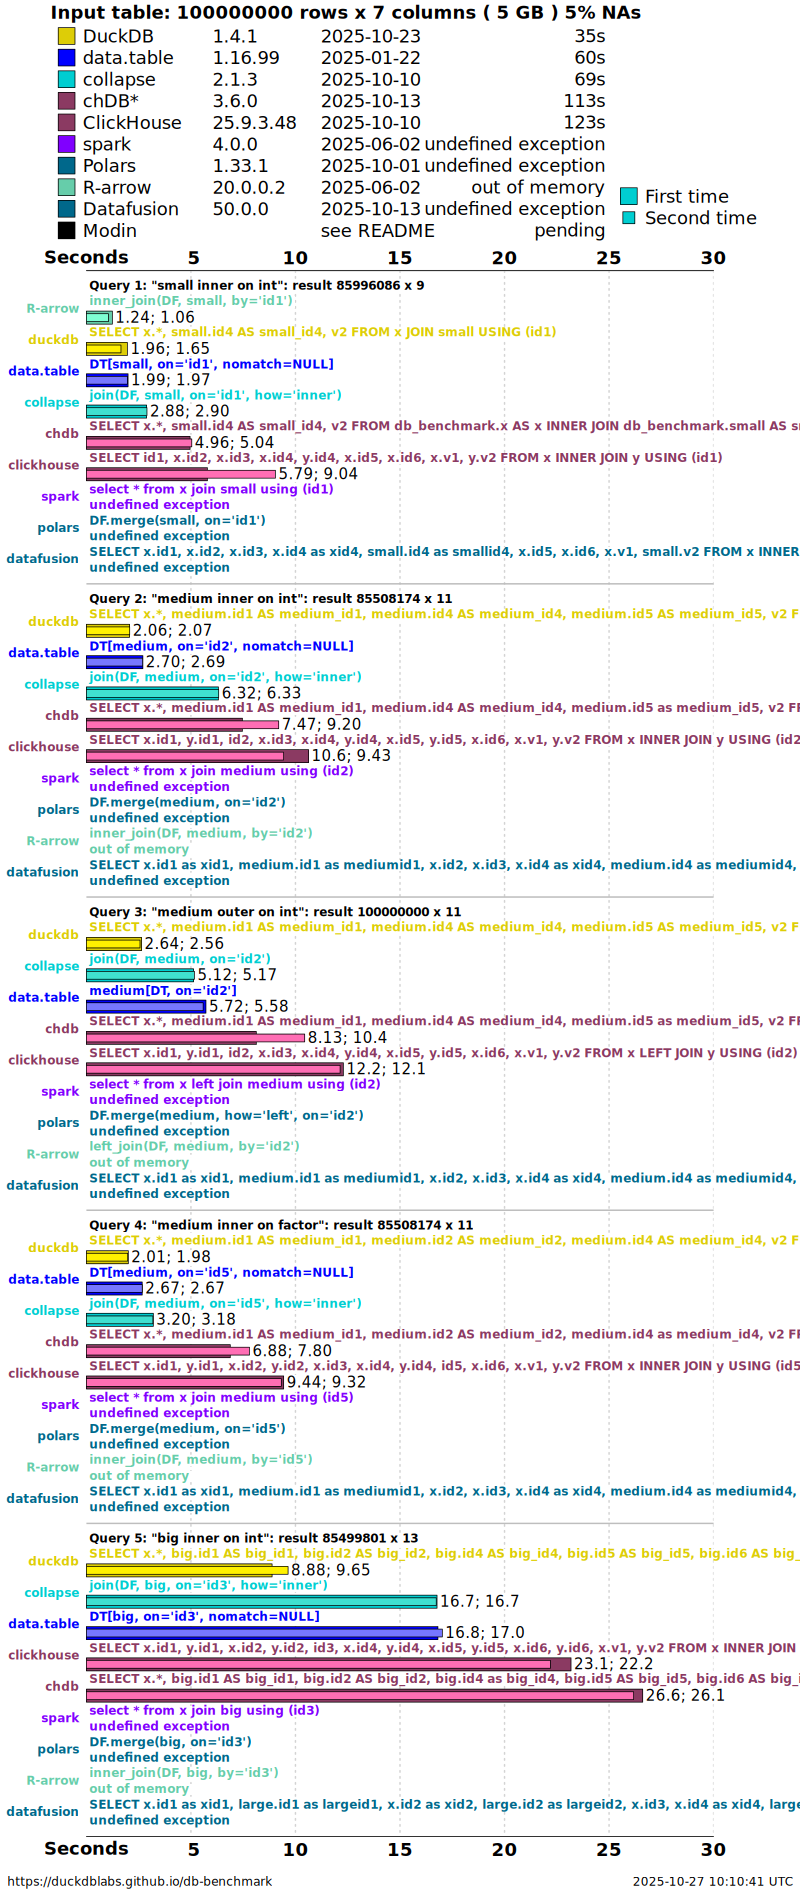 Input table: 100000000 rows x 7 columns ( 5 GB ) 5% NAs
DuckDB 1.4.1 2025-10-23 35s
data.table 1.16.99 2025-01-22 60s
collapse 2.1.3 2025-10-10 69s
chDB* 3.6.0 2025-10-13 113s
ClickHouse 25.9.3.48 2025-10-10 123s
spark 4.0.0 2025-06-02 undefined exception
Polars 1.33.1 2025-10-01 undefined exception
R-arrow 20.0.0.2 2025-06-02 out of memory
Datafusion 50.0.0 2025-10-13 undefined exception
Modin see README pending
First time
Second time
Seconds 5 10 15 20 25 30
Query 1: "small inner on int": result 85996086 x 9
inner_join(DF, small, by='id1')
R-arrow
1.24; 1.06
SELECT x.*, small.id4 AS small_id4, v2 FROM x JOIN small USING (id1)
duckdb
1.96; 1.65
DT[small, on='id1', nomatch=NULL]
data.table
1.99; 1.97
join(DF, small, on='id1', how='inner')
collapse
2.88; 2.90
SELECT x.*, small.id4 AS small_id4, v2 FROM db_benchmark.x AS x INNER JOIN db_benchmark.small AS
chdb
4.96; 5.04
SELECT id1, x.id2, x.id3, x.id4, y.id4, x.id5, x.id6, x.v1, y.v2 FROM x INNER JOIN y USING (id1)
clickhouse
5.79; 9.04
select * from x join small using (id1)
spark
undefined exception
DF.merge(small, on='id1')
polars
undefined exception
SELECT x.id1, x.id2, x.id3, x.id4 as xid4, small.id4 as smallid4, x.id5, x.id6, x.v1, small.v2 FROM x INNER
datafusion
undefined exception
Query 2: "medium inner on int": result 85508174 x 11
SELECT x.*, medium.id1 AS medium_id1, medium.id4 AS medium_id4, medium.id5 AS medium_id5, v2 F
duckdb
2.06; 2.07
DT[medium, on='id2', nomatch=NULL]
data.table
2.70; 2.69
join(DF, medium, on='id2', how='inner')
collapse
6.32; 6.33
SELECT x.*, medium.id1 AS medium_id1, medium.id4 AS medium_id4, medium.id5 as medium_id5, v2
chdb
7.47; 9.20
SELECT x.id1, y.id1, id2, x.id3, x.id4, y.id4, x.id5, y.id5, x.id6, x.v1, y.v2 FROM x INNER JOIN y USING (id2
clickhouse
10.6; 9.43
select * from x join medium using (id2)
spark
undefined exception
DF.merge(medium, on='id2')
polars
undefined exception
inner_join(DF, medium, by='id2')
R-arrow
out of memory
SELECT x.id1 as xid1, medium.id1 as mediumid1, x.id2, x.id3, x.id4 as xid4, medium.id4 as mediumid4,
datafusion
undefined exception
Query 3: "medium outer on int": result 100000000 x 11
SELECT x.*, medium.id1 AS medium_id1, medium.id4 AS medium_id4, medium.id5 AS medium_id5, v2 F
duckdb
2.64; 2.56
join(DF, medium, on='id2')
collapse
5.12; 5.17
medium[DT, on='id2']
data.table
5.72; 5.58
SELECT x.*, medium.id1 AS medium_id1, medium.id4 AS medium_id4, medium.id5 as medium_id5, v2
chdb
8.13; 10.4
SELECT x.id1, y.id1, id2, x.id3, x.id4, y.id4, x.id5, y.id5, x.id6, x.v1, y.v2 FROM x LEFT JOIN y USING (id2)
clickhouse
12.2; 12.1
select * from x left join medium using (id2)
spark
undefined exception
DF.merge(medium, how='left', on='id2')
polars
undefined exception
left_join(DF, medium, by='id2')
R-arrow
out of memory
SELECT x.id1 as xid1, medium.id1 as mediumid1, x.id2, x.id3, x.id4 as xid4, medium.id4 as mediumid4,
datafusion
undefined exception
Query 4: "medium inner on factor": result 85508174 x 11
SELECT x.*, medium.id1 AS medium_id1, medium.id2 AS medium_id2, medium.id4 AS medium_id4, v2 F
duckdb
2.01; 1.98
DT[medium, on='id5', nomatch=NULL]
data.table
2.67; 2.67
join(DF, medium, on='id5', how='inner')
collapse
3.20; 3.18
SELECT x.*, medium.id1 AS medium_id1, medium.id2 AS medium_id2, medium.id4 as medium_id4, v2
chdb
6.88; 7.80
SELECT x.id1, y.id1, x.id2, y.id2, x.id3, x.id4, y.id4, id5, x.id6, x.v1, y.v2 FROM x INNER JOIN y USING (id5
clickhouse
9.44; 9.32
select * from x join medium using (id5)
spark
undefined exception
DF.merge(medium, on='id5')
polars
undefined exception
inner_join(DF, medium, by='id5')
R-arrow
out of memory
SELECT x.id1 as xid1, medium.id1 as mediumid1, x.id2, x.id3, x.id4 as xid4, medium.id4 as mediumid4,
datafusion
undefined exception
Query 5: "big inner on int": result 85499801 x 13
SELECT x.*, big.id1 AS big_id1, big.id2 AS big_id2, big.id4 AS big_id4, big.id5 AS big_id5, big.id6 AS big_
duckdb
8.88; 9.65
join(DF, big, on='id3', how='inner')
collapse
16.7; 16.7
DT[big, on='id3', nomatch=NULL]
data.table
16.8; 17.0
SELECT x.id1, y.id1, x.id2, y.id2, id3, x.id4, y.id4, x.id5, y.id5, x.id6, y.id6, x.v1, y.v2 FROM x INNER JOIN
clickhouse
23.1; 22.2
SELECT x.*, big.id1 AS big_id1, big.id2 AS big_id2, big.id4 as big_id4, big.id5 AS big_id5, big.id6 AS big_
chdb
26.6; 26.1
select * from x join big using (id3)
spark
undefined exception
DF.merge(big, on='id3')
polars
undefined exception
inner_join(DF, big, by='id3')
R-arrow
out of memory
SELECT x.id1 as xid1, large.id1 as largeid1, x.id2 as xid2, large.id2 as largeid2, x.id3, x.id4 as xid4, large
datafusion
undefined exception
Seconds 5 10 15 20 25 30
https://duckdblabs.github.io/db-benchmark
2025-10-27 10:10:41 UTC